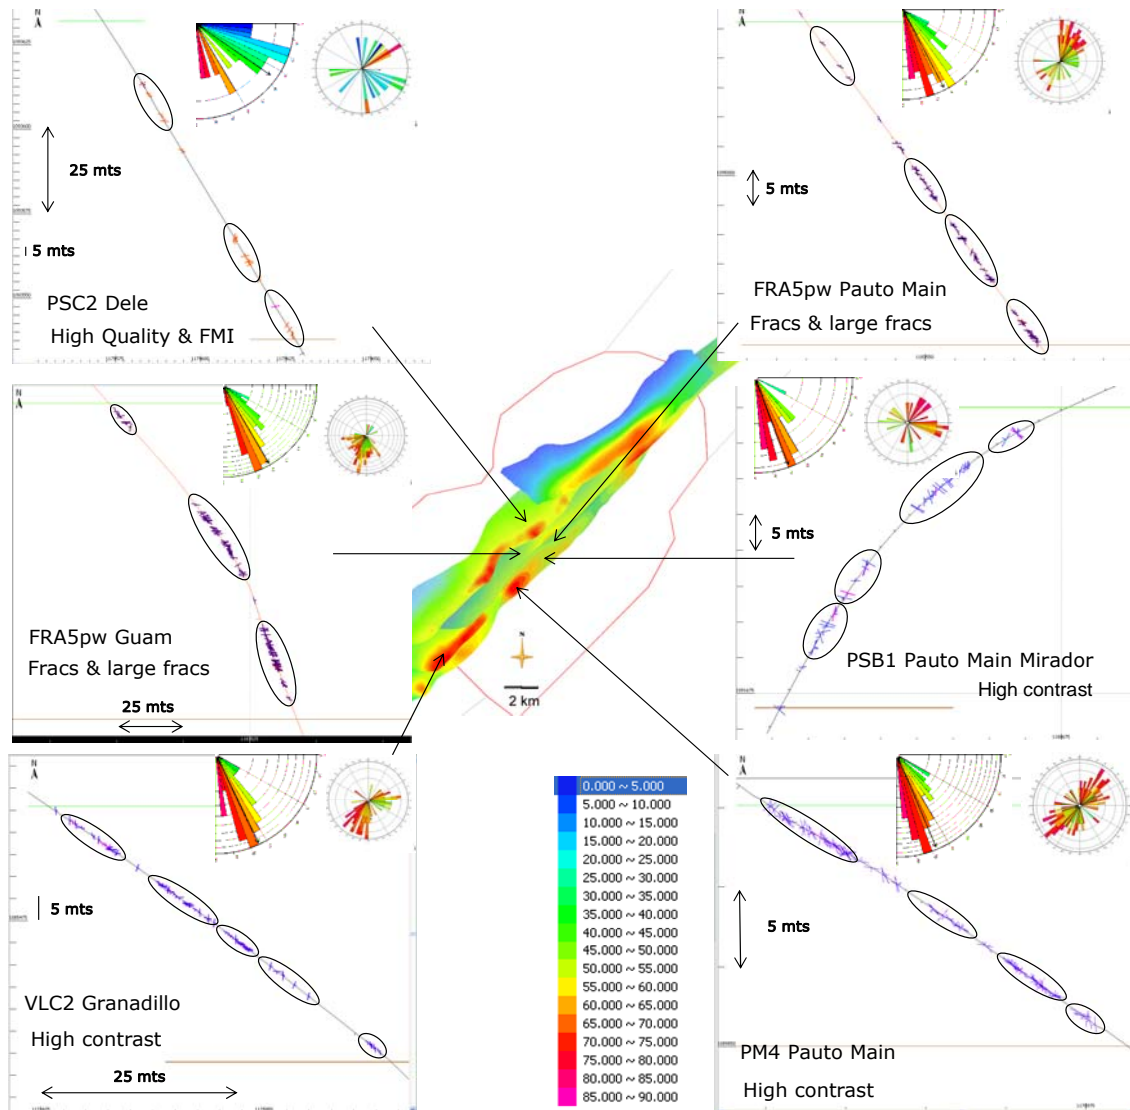 N
25 mts
5 mts
PSC2 Dele
High Quality & FMI
N
5 mts
FRA5pw Pauto Main
Fracs & large fracs
N
FRA5pw Guam
Fracs & large fracs
25 mts
N
5 mts
PSB1 Pauto Main Mirador
High contrast
N
2 km
N
5 mts
VLC2 Granadillo
High contrast
25 mts
0.000 ~ 5.000
5.000 ~ 10.000
10.000 ~ 15.000
15.000 ~ 20.000
20.000 ~ 25.000
25.000 ~ 30.000
30.000 ~ 35.000
35.000 ~ 40.000
40.000 ~ 45.000
45.000 ~ 50.000
50.000 ~ 55.000
55.000 ~ 60.000
60.000 ~ 65.000
65.000 ~ 70.000
70.000 ~ 75.000
75.000 ~ 80.000
80.000 ~ 85.000
85.000 ~ 90.000
N
5 mts
PM4 Pauto Main
High contrast